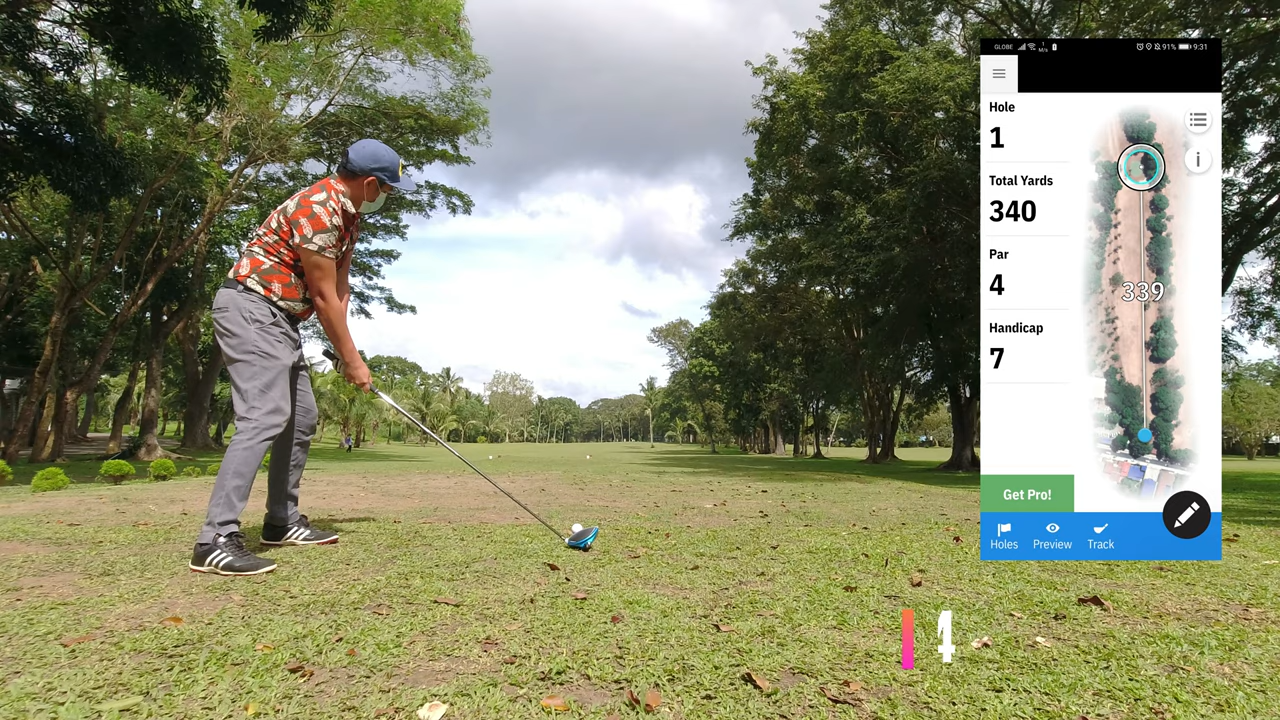 GLOBE 1 M/s 91% 9:31
Hole
1
Total Yards
340
Par
4
Handicap
7
339
i
Get Pro!
Holes Preview Track
4